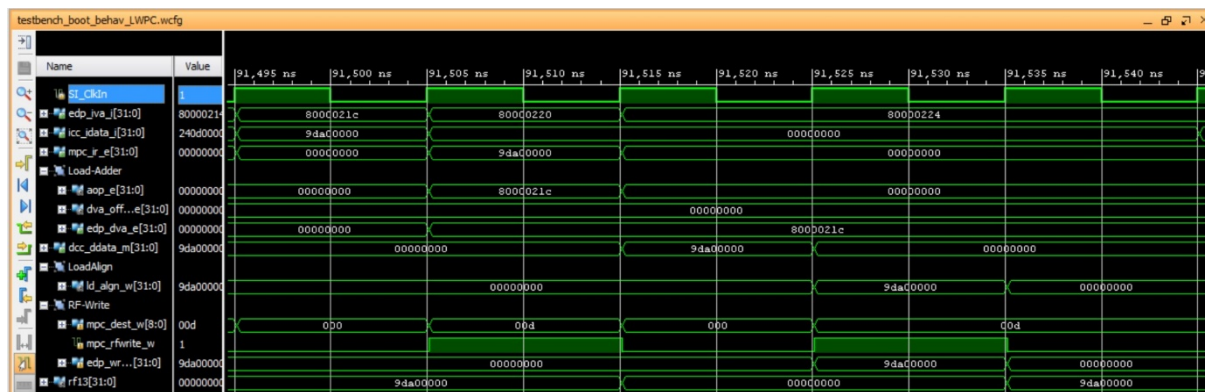 testbench_boot_behav_LWPC.wcfg
Name Value
91,495 ns 91,500 ns 91,505 ns 91,510 ns 91,515 ns 91,520 ns 91,525 ns 91,530 ns 91,535 ns 91,540 ns 9
SI_ClkIn 1
edp_iva_i[31:0] 80000214 8000021c 80000220 80000224
icc_idata_i[31:0] 240d0000 9da00000 00000000
mpc_ir_e[31:0] 00000000 00000000 9da00000 00000000
Load-Adder
aop_e[31:0] 00000000 00000000 8000021c 00000000
dva_off...e[31:0] 00000000 00000000
edp_dva_e[31:0] 00000000 00000000 8000021c
dcc_ddata_m[31:0] 9da00000 00000000 9da00000 00000000
LoadAlign
ld_algn_w[31:0] 9da00000 00000000 9da00000 00000000
RF-Write
mpc_dest_w[8:0] 00d 000 00d 000 00d
mpc_rfwrite_w 1
edp_wr...[31:0] 9da00000 00000000 9da00000 00000000
rf13[31:0] 00000000 9da00000 00000000 9da00000